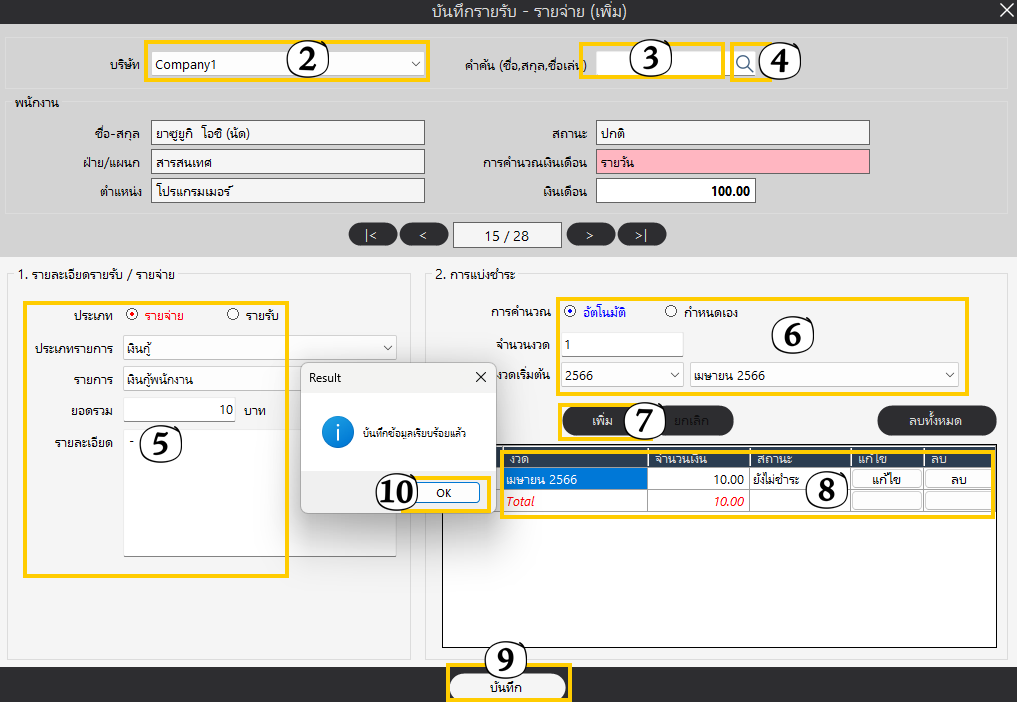 บันทึกรายรับ - รายจ่าย (เพิ่ม)
บริษัท Company1 2 คำค้น (ชื่อ,สกุล,ชื่อเล่น) 3 4
พนักงาน
ชื่อ-สกุล ยาซูยูกิ โอชิ (นัด) สถานะ ปกติ
ฝ่าย/แผนก สารสนเทศ การคำนวณเงินเดือน รายวัน
ตำแหน่ง โปรแกรมเมอร์ เงินเดือน 100.00
|< < 15 / 28 > >|
1. รายละเอียดรายรับ / รายจ่าย
ประเภท รายจ่าย รายรับ
ประเภทรายการ เงินกู้
รายการ เงินกู้พนักงาน
ยอดรวม 10 บาท
รายละเอียด - 5
2. การแบ่งชำระ
การคำนวณ อัตโนมัติ กำหนดเอง 6
จำนวนงวด 1
งวดเริ่มต้น 2566 เมษายน 2566
เพิ่ม 7 ยกเลิก ลบทั้งหมด
งวด จำนวนเงิน สถานะ แก้ไข ลบ
เมษายน 2566 10.00 ยังไม่ชำระ 8 แก้ไข ลบ
Total 10.00
Result
บันทึกข้อมูลเรียบร้อยแล้ว
10 OK
9
บันทึก